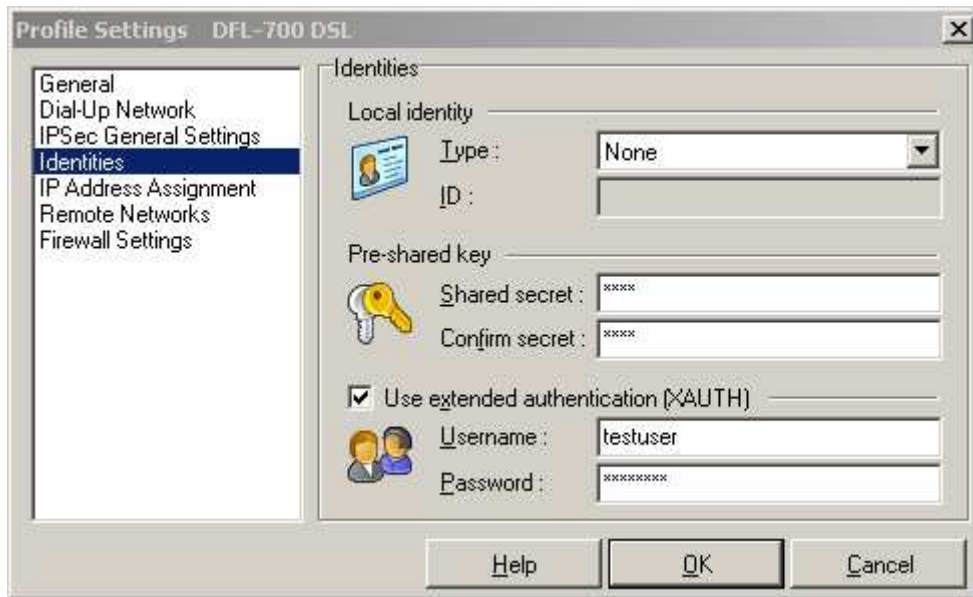 Profile Settings DFL-700 DSL
General
Dial-Up Network
IPSec General Settings
Identities
IP Address Assignment
Remote Networks
Firewall Settings
Identities
Local identity
Type :
None
ID :
Pre-shared key
Shared secret :
****
Confirm secret :
****
Use extended authentication (XAUTH)
Username :
testuser
Password :
********
Help
OK
Cancel